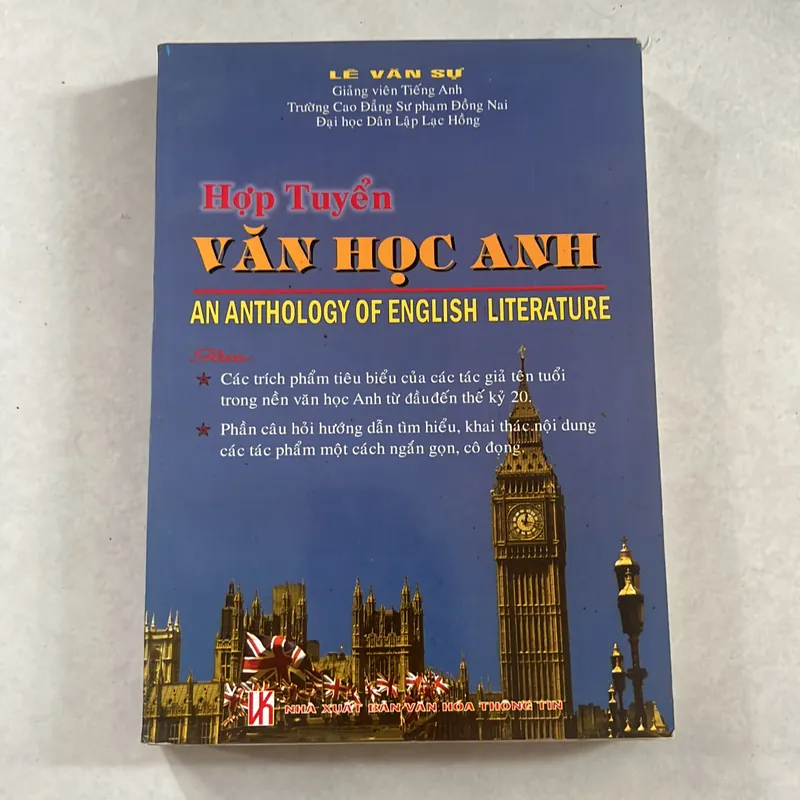 LÊ VĂN SỰ
Giảng viên Tiếng Anh
Trường Cao Đẳng Sư phạm Đồng Nai
Đại học Dân Lập Lạc Hồng
Hợp Tuyển
VĂN HỌC ANH
AN ANTHOLOGY OF ENGLISH LITERATURE
Các trích phẩm tiêu biểu của các tác giả tên tuổi
trong nền văn học Anh từ đầu đến thế kỷ 20.
Phần câu hỏi hướng dẫn tìm hiểu, khai thác nội dung
các tác phẩm một cách ngắn gọn, cô đọng.
NHÀ XUẤT BẢN VĂN HÓA THÔNG TIN